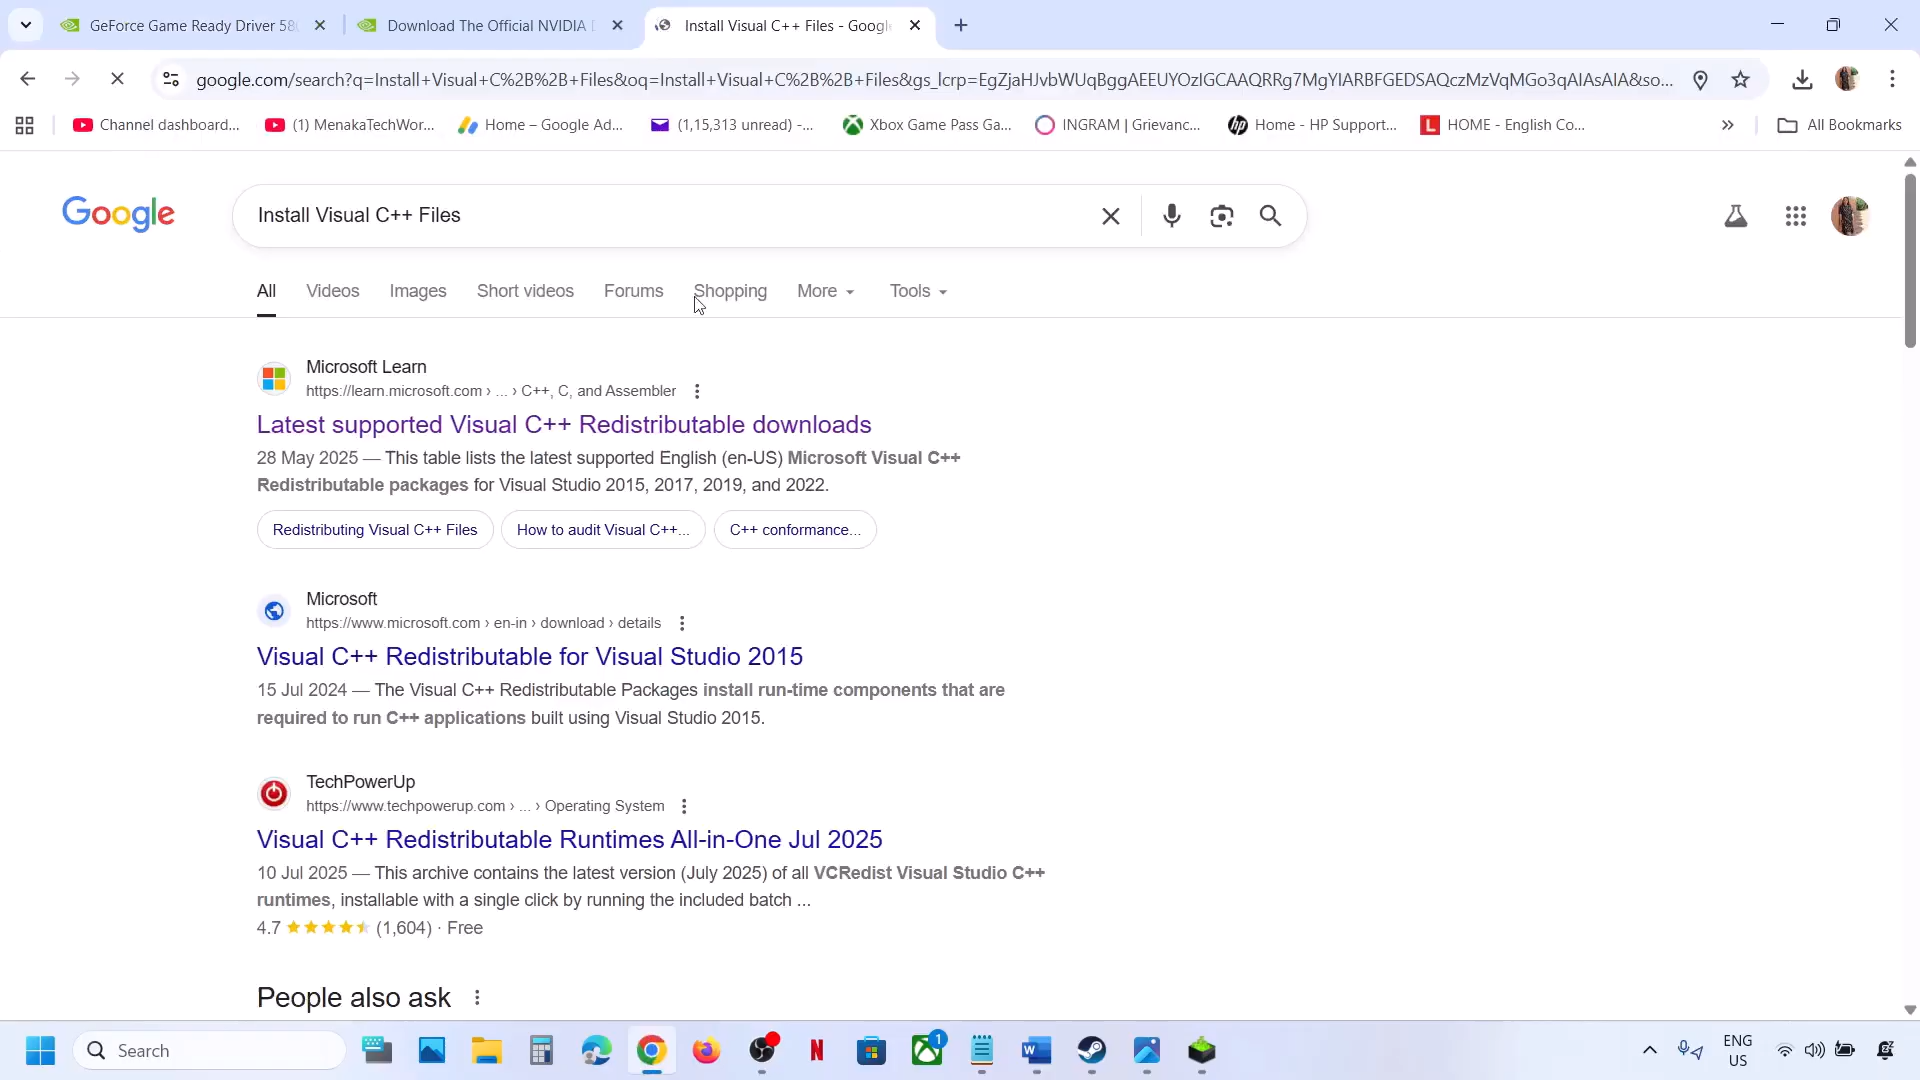 GeForce Game Ready Driver 58
Download The Official NVIDIA
Install Visual C++ Files - Google
google.com/search?q=Install+Visual+C%2B%2B+Files&oq=Install+Visual+C%2B%2B+Files&gs_lcrp=EgZjaHJvbWUqBggAEEUYOzIGCAAQRRg7MgYIARBFGEDSAQczMzVqMGo3qAIAsAIA&so...
Channel dashboard...
(1) MenakaTechWor...
Home – Google Ad...
(1,15,313 unread) -...
Xbox Game Pass Ga...
INGRAM | Grievanc...
Home - HP Support...
HOME - English Co...
All Bookmarks
Google
Install Visual C++ Files
All
Videos
Images
Short videos
Forums
Shopping
More
Tools
Microsoft Learn
https://learn.microsoft.com › ... › C++, C, and Assembler
Latest supported Visual C++ Redistributable downloads
28 May 2025 — This table lists the latest supported English (en-US) Microsoft Visual C++
Redistributable packages for Visual Studio 2015, 2017, 2019, and 2022.
Redistributing Visual C++ Files
How to audit Visual C++...
C++ conformance...
Microsoft
https://www.microsoft.com › en-in › download › details
Visual C++ Redistributable for Visual Studio 2015
15 Jul 2024 — The Visual C++ Redistributable Packages install run-time components that are
required to run C++ applications built using Visual Studio 2015.
TechPowerUp
https://www.techpowerup.com › ... › Operating System
Visual C++ Redistributable Runtimes All-in-One Jul 2025
10 Jul 2025 — This archive contains the latest version (July 2025) of all VCRedist Visual Studio C++
runtimes, installable with a single click by running the included batch ...
4.7
(1,604) · Free
People also ask
Search
1
ENG
US